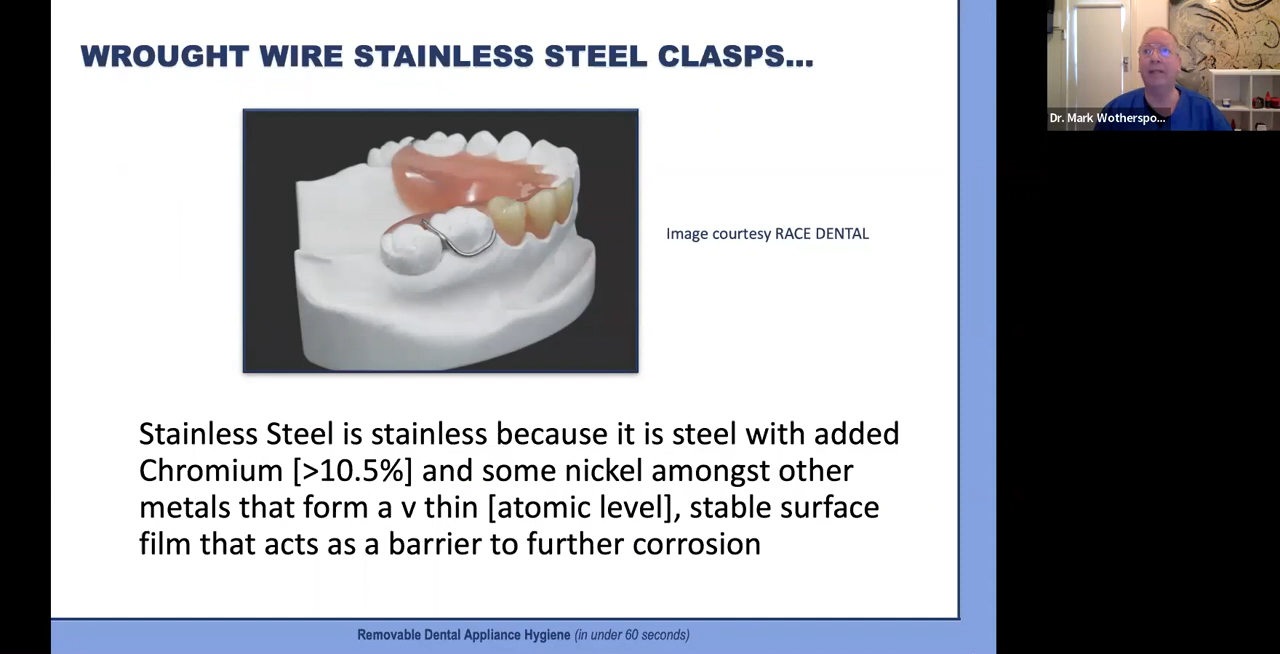 WROUGHT WIRE STAINLESS STEEL CLASPS...
Dr. Mark Wotherspo...
Image courtesy RACE DENTAL
Stainless Steel is stainless because it is steel with added
Chromium [>10.5%] and some nickel amongst other
metals that form a v thin [atomic level], stable surface
film that acts as a barrier to further corrosion
Removable Dental Appliance Hygiene (in under 60 seconds)